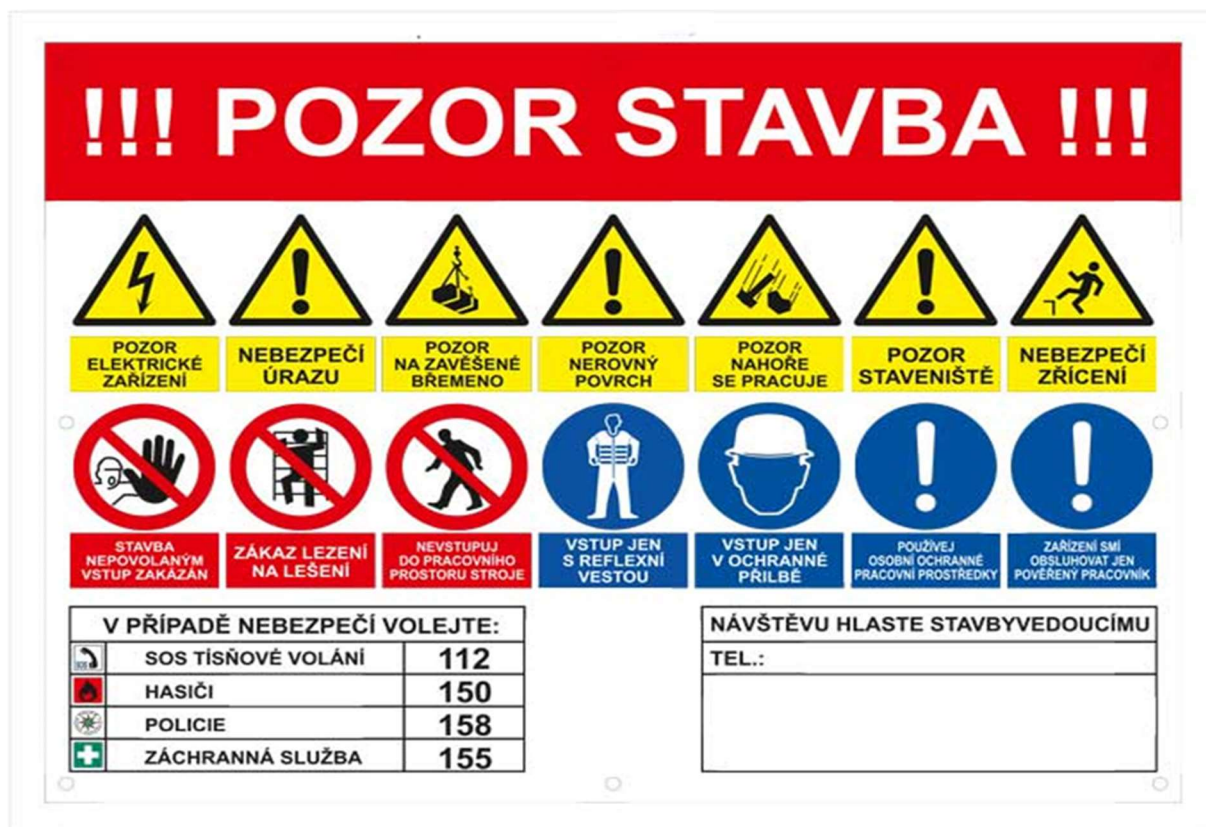 !!! POZOR STAVBA !!!
POZOR
ELEKTRICKÉ
ZAŘÍZENÍ
NEBEZPEČÍ
ÚRAZU
POZOR
NA ZAVĚŠENÉ
BŘEMENO
POZOR
NEROVNÝ
POVRCH
POZOR
NAHOŘE
SE PRACUJE
POZOR
STAVENIŠTĚ
NEBEZPEČÍ
ZŘÍCENÍ
STAVBA
NEPOVOLANÝM
VSTUP ZAKÁZÁN
ZÁKAZ LEZENÍ
NA LEŠENÍ
NEVSTUPUJ
DO PRACOVNÍHO
PROSTORU STROJE
VSTUP JEN
S REFLEXNÍ
VESTOU
VSTUP JEN
V OCHRANNÉ
PŘILBĚ
POUŽÍVEJ
OSOBNÍ OCHRANNÉ
PRACOVNÍ PROSTŘEDKY
ZAŘÍZENÍ SMÍ
OBSLUHOVAT JEN
POVĚŘENÝ PRACOVNÍK
V PŘÍPADĚ NEBEZPEČÍ VOLEJTE:
SOS SOS TÍSŇOVÉ VOLÁNÍ 112
HASIČI 150
POLICIE 158
ZÁCHRANNÁ SLUŽBA 155
NÁVŠTĚVU HLASTE STAVBYVEDOUCÍMU
TEL.: